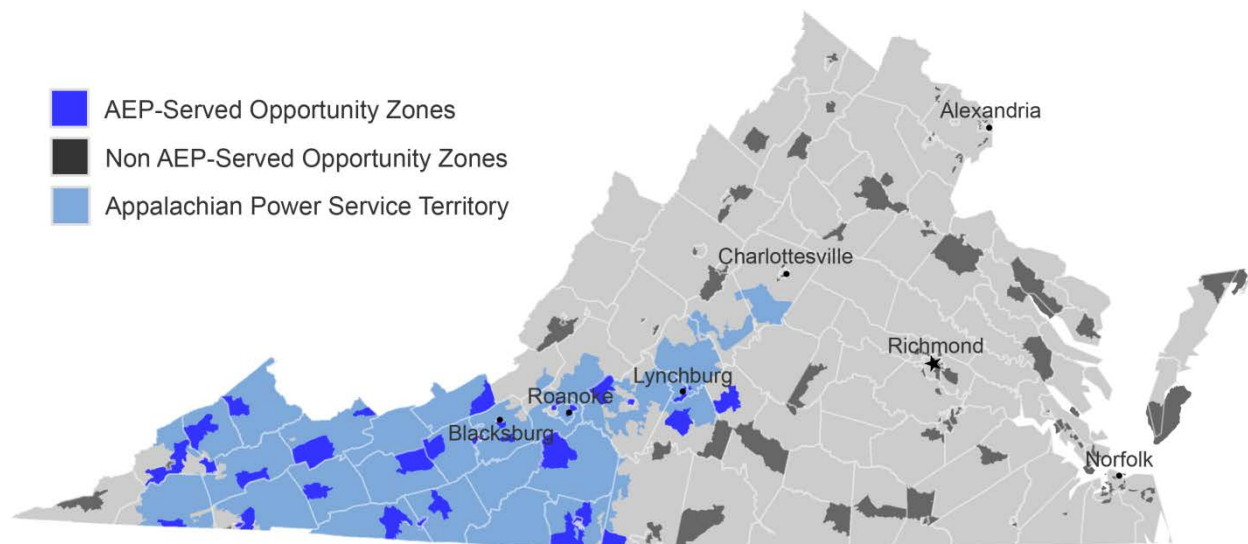 AEP-Served Opportunity Zones
Non AEP-Served Opportunity Zones
Appalachian Power Service Territory
Alexandria
Charlottesville
Richmond
Lynchburg
Roanoke
Blacksburg
Norfolk